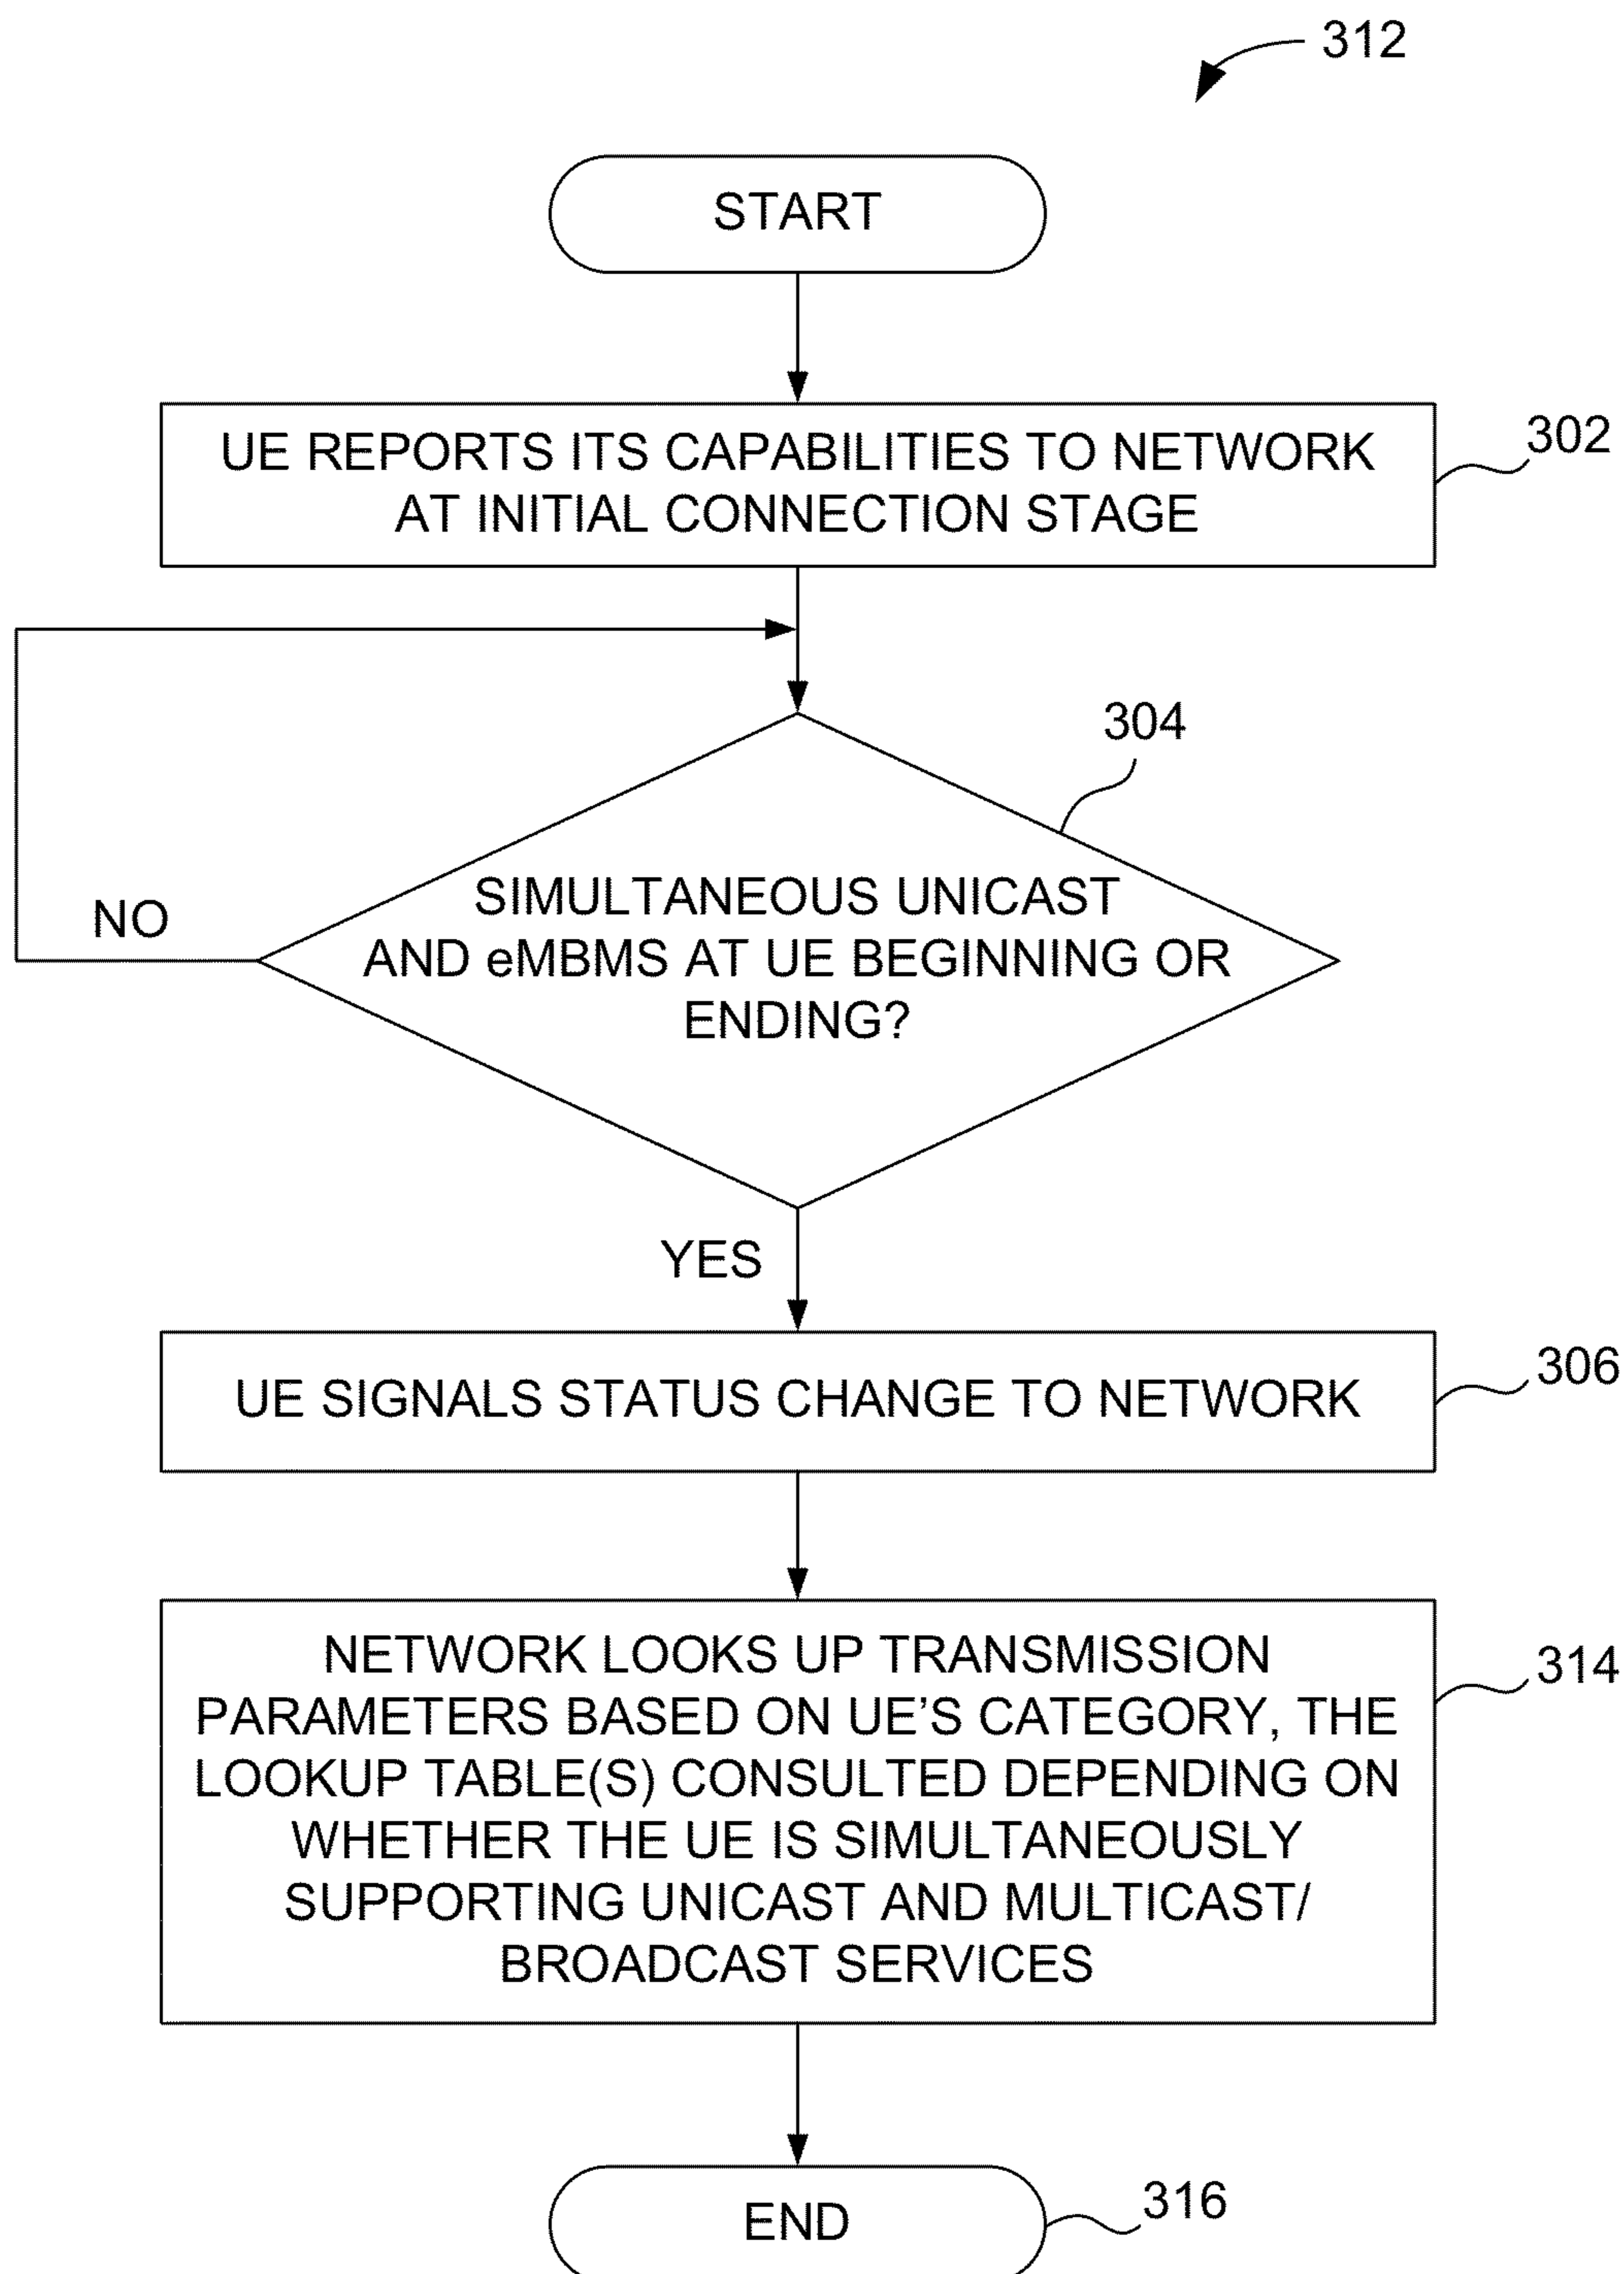 312
START
UE REPORTS ITS CAPABILITIES TO NETWORK
AT INITIAL CONNECTION STAGE
302
304
SIMULTANEOUS UNICAST
AND eMBMS AT UE BEGINNING OR
ENDING?
NO
YES
UE SIGNALS STATUS CHANGE TO NETWORK
306
NETWORK LOOKS UP TRANSMISSION
PARAMETERS BASED ON UE'S CATEGORY, THE
LOOKUP TABLE(S) CONSULTED DEPENDING ON
WHETHER THE UE IS SIMULTANEOUSLY
SUPPORTING UNICAST AND MULTICAST/
BROADCAST SERVICES
314
END
316